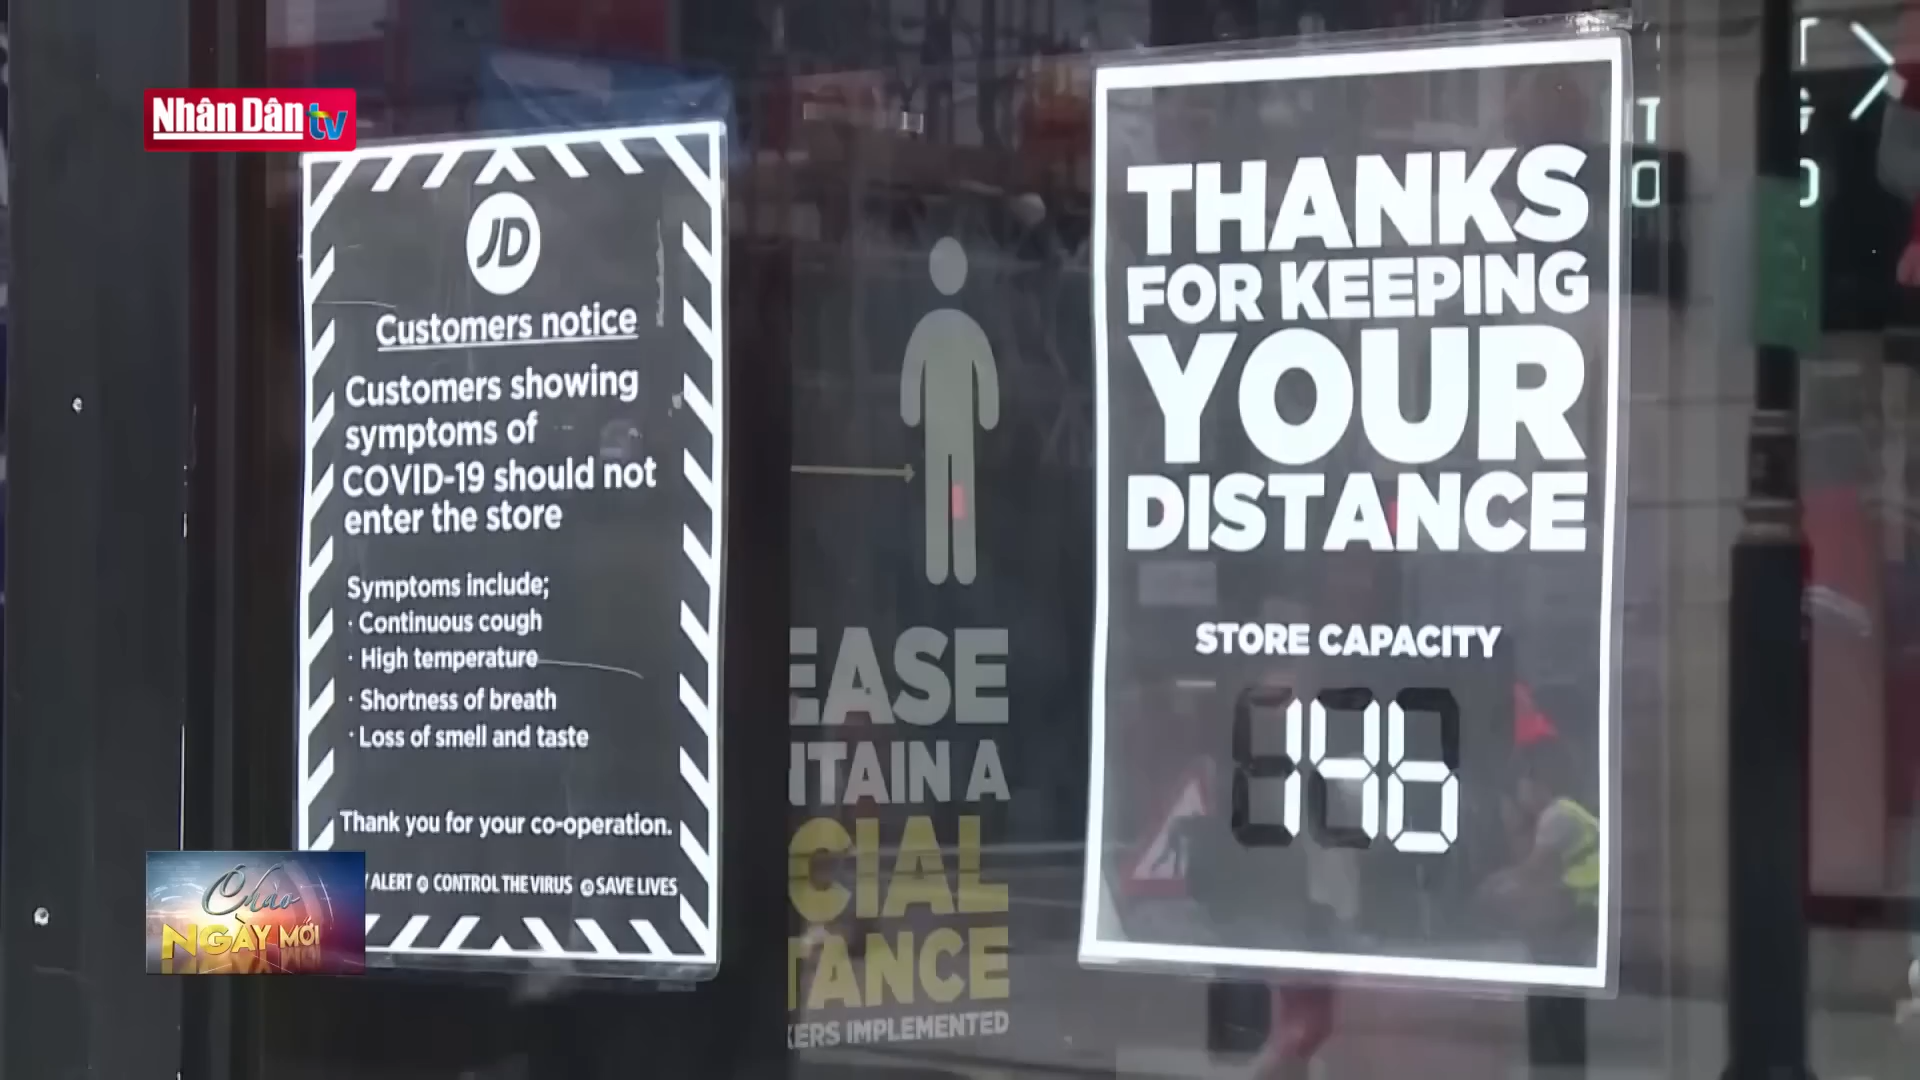 Nhân Dân tv
JD
Customers notice
Customers showing
symptoms of
COVID-19 should not
enter the store
Symptoms include;
· Continuous cough
· High temperature
· Shortness of breath
· Loss of smell and taste
Thank you for your co-operation.
ALERT CONTROL THE VIRUS SAVE LIVES
EASE
NTAIN A
CIAL
TANCE
KERS IMPLEMENTED
THANKS
FOR KEEPING
YOUR
DISTANCE
STORE CAPACITY
146
Chào
NGÀY MỚI